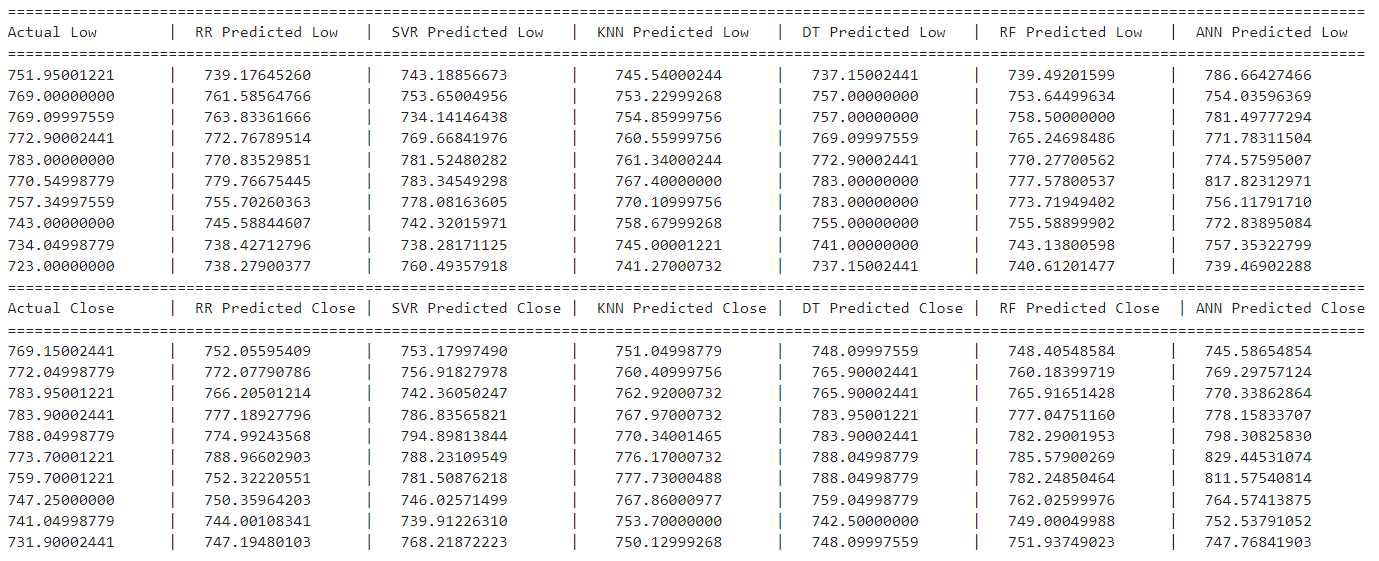 ==========================================================================================================================================================
Actual Low | RR Predicted Low | SVR Predicted Low | KNN Predicted Low | DT Predicted Low | RF Predicted Low | ANN Predicted Low
==========================================================================================================================================================
751.95001221 | 739.17645260 | 743.18856673 | 745.54000244 | 737.15002441 | 739.49201599 | 786.66427466
769.00000000 | 761.58564766 | 753.65004956 | 753.22999268 | 757.00000000 | 753.64499634 | 754.03596369
769.09997559 | 763.83361666 | 734.14146438 | 754.85999756 | 757.00000000 | 758.50000000 | 781.49777294
772.90002441 | 772.76789514 | 769.66841976 | 760.55999756 | 769.09997559 | 765.24698486 | 771.78311504
783.00000000 | 770.83529851 | 781.52480282 | 761.34000244 | 772.90002441 | 770.27700562 | 774.57595007
770.54998779 | 779.76675445 | 783.34549298 | 767.40000000 | 783.00000000 | 777.57800537 | 817.82312971
757.34997559 | 755.70260363 | 778.08163605 | 770.10999756 | 783.00000000 | 773.71949402 | 756.11791710
743.00000000 | 745.58844607 | 742.32015971 | 758.67999268 | 755.00000000 | 755.58899902 | 772.83895084
734.04998779 | 738.42712796 | 738.28171125 | 745.00001221 | 741.00000000 | 743.13800598 | 757.35322799
723.00000000 | 738.27900377 | 760.49357918 | 741.27000732 | 737.15002441 | 740.61201477 | 739.46902288
==========================================================================================================================================================
Actual Close | RR Predicted Close | SVR Predicted Close | KNN Predicted Close | DT Predicted Close | RF Predicted Close | ANN Predicted Close
==========================================================================================================================================================
769.15002441 | 752.05595409 | 753.17997490 | 751.04998779 | 748.09997559 | 748.40548584 | 745.58654854
772.04998779 | 772.07790786 | 756.91827978 | 760.40999756 | 765.90002441 | 760.18399719 | 769.29757124
783.95001221 | 766.20501214 | 742.36050247 | 762.92000732 | 765.90002441 | 765.91651428 | 770.33862864
783.90002441 | 777.18927796 | 786.83565821 | 767.97000732 | 783.95001221 | 777.04751160 | 778.15833707
788.04998779 | 774.99243568 | 794.89813844 | 770.34001465 | 783.90002441 | 782.29001953 | 798.30825830
773.70001221 | 788.96602903 | 788.23109549 | 776.17000732 | 788.04998779 | 785.57900269 | 829.44531074
759.70001221 | 752.32220551 | 781.50876218 | 777.73000488 | 788.04998779 | 782.24850464 | 811.57540814
747.25000000 | 750.35964203 | 746.02571499 | 767.86000977 | 759.04998779 | 762.02599976 | 764.57413875
741.04998779 | 744.00108341 | 739.91226310 | 753.70000000 | 742.50000000 | 749.00049988 | 752.53791052
731.90002441 | 747.19480103 | 768.21872223 | 750.12999268 | 748.09997559 | 751.93749023 | 747.76841903